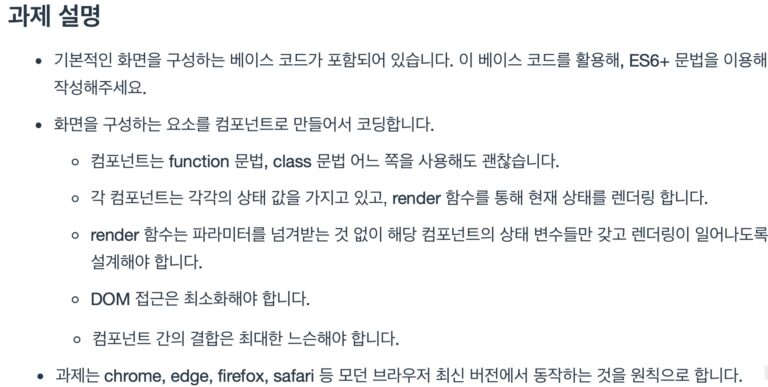 과제 설명
기본적인 화면을 구성하는 베이스 코드가 포함되어 있습니다. 이 베이스 코드를 활용해, ES6+ 문법을 이용해
작성해주세요.
화면을 구성하는 요소를 컴포넌트로 만들어서 코딩합니다.
컴포넌트는 function 문법, class 문법 어느 쪽을 사용해도 괜찮습니다.
각 컴포넌트는 각각의 상태 값을 가지고 있고, render 함수를 통해 현재 상태를 렌더링 합니다.
render 함수는 파라미터를 넘겨받는 것 없이 해당 컴포넌트의 상태 변수들만 갖고 렌더링이 일어나도록
설계해야 합니다.
DOM 접근은 최소화해야 합니다.
컴포넌트 간의 결합은 최대한 느슨해야 합니다.
과제는 chrome, edge, firefox, safari 등 모던 브라우저 최신 버전에서 동작하는 것을 원칙으로 합니다.